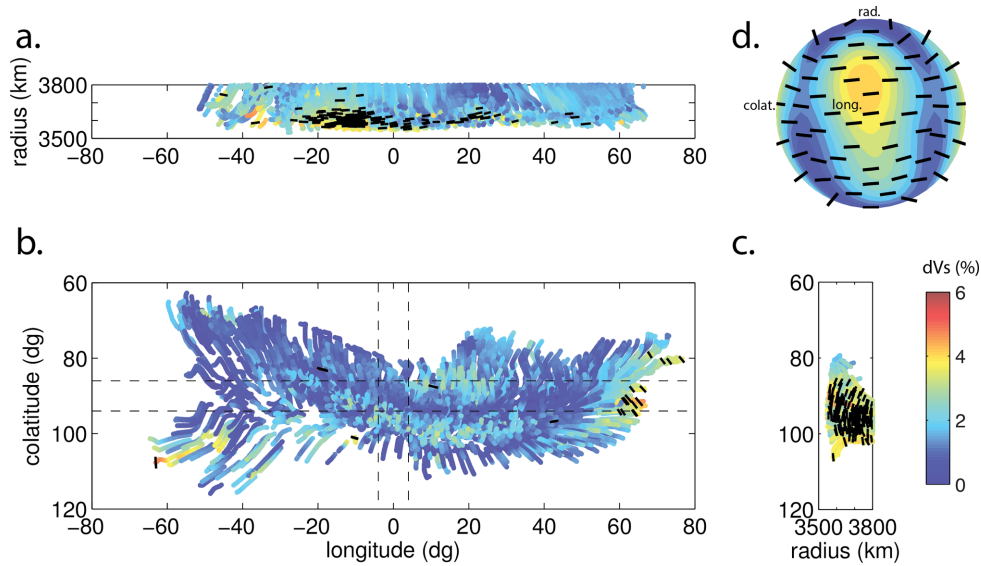 a.
radius (km)
3800
3500
−80 −60 −40 −20 0 20 40 60 80
d.
rad.
colat.
long.
b.
colatitude (dg)
60
80
100
120
−80 −60 −40 −20 0 20 40 60 80
longitude (dg)
c.
60
80
100
120
3500 3800
radius (km)
dVs (%)
6
4
2
0